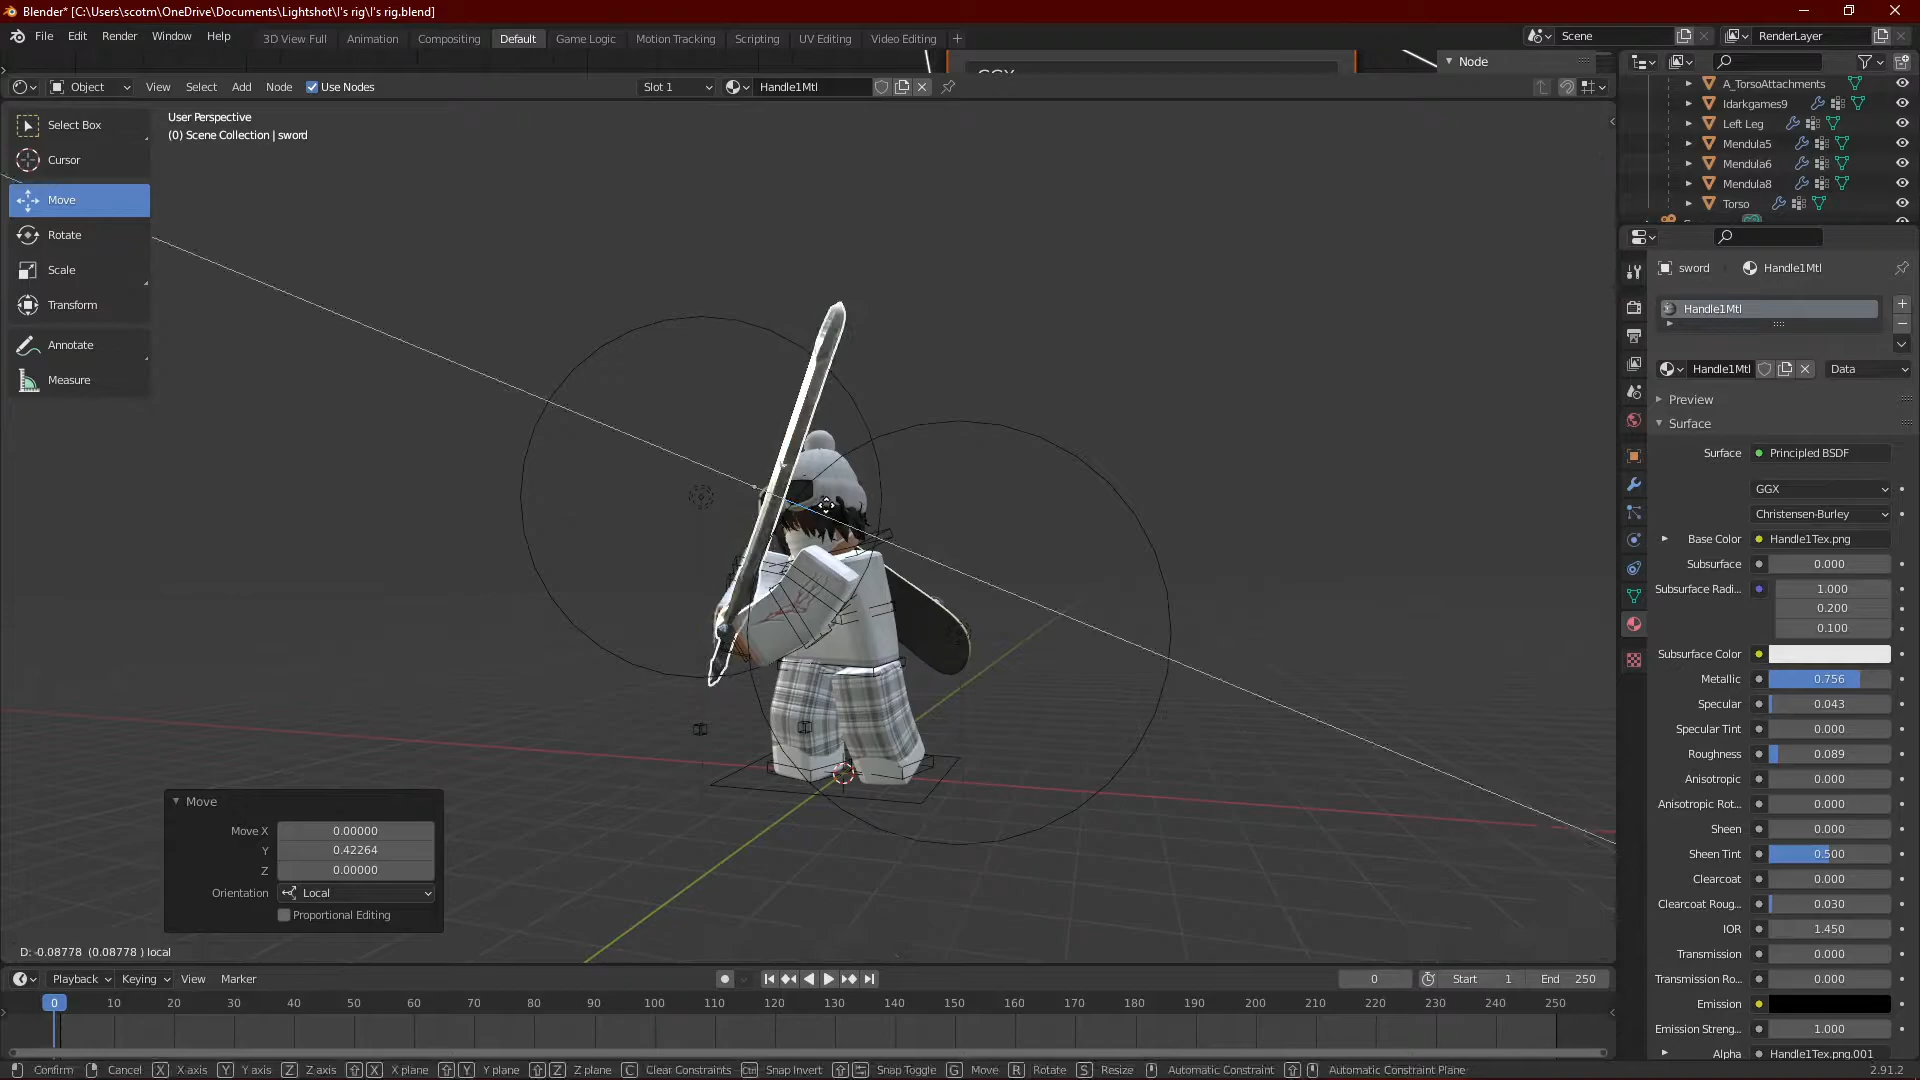 Blender* [C:\Users\scotm\OneDrive\Documents\Lightshot\I's rig\I's rig.blend]
File Edit Render Window Help 3D View Full Animation Compositing Default Game Logic Motion Tracking Scripting UV Editing Video Editing Scene RenderLayer
GGX
Node
Object View Select Add Node Use Nodes Slot 1 Handle1Mtl
Select Box
Cursor
Move
Rotate
Scale
Transform
Annotate
Measure
User Perspective
(0) Scene Collection | sword
Move
Move X 0.00000
Y 0.42264
Z 0.00000
Orientation Local
Proportional Editing
D: -0.08778 (0.08778 ) local
A_TorsoAttachments
Idarkgames9
Left Leg
Mendula5
Mendula6
Mendula8
Torso
sword Handle1Mtl
Handle1Mtl
Handle1Mtl Data
Preview
Surface
Surface Principled BSDF
GGX
Christensen-Burley
Base Color Handle1Tex.png
Subsurface 0.000
Subsurface Radi... 1.000
0.200
0.100
Subsurface Color
Metallic 0.756
Specular 0.043
Specular Tint 0.000
Roughness 0.089
Anisotropic 0.000
Anisotropic Rot... 0.000
Sheen 0.000
Sheen Tint 0.500
Clearcoat 0.000
Clearcoat Roug... 0.030
IOR 1.450
Transmission 0.000
Transmission Ro... 0.000
Emission
Emission Streng... 1.000
Alpha Handle1Tex.png.001
Playback Keying View Marker 0 Start 1 End 250
0 10 20 30 40 50 60 70 80 90 100 110 120 130 140 150 160 170 180 190 200 210 220 230 240 250
Confirm Cancel X X-axis Y Y axis Z Z axis X X plane Y Y plane Z Z plane C Clear Constraints Ctrl Snap Invert Snap Toggle G Move R Rotate S Resize Automatic Constraint Automatic Constraint Plane 2.91.2